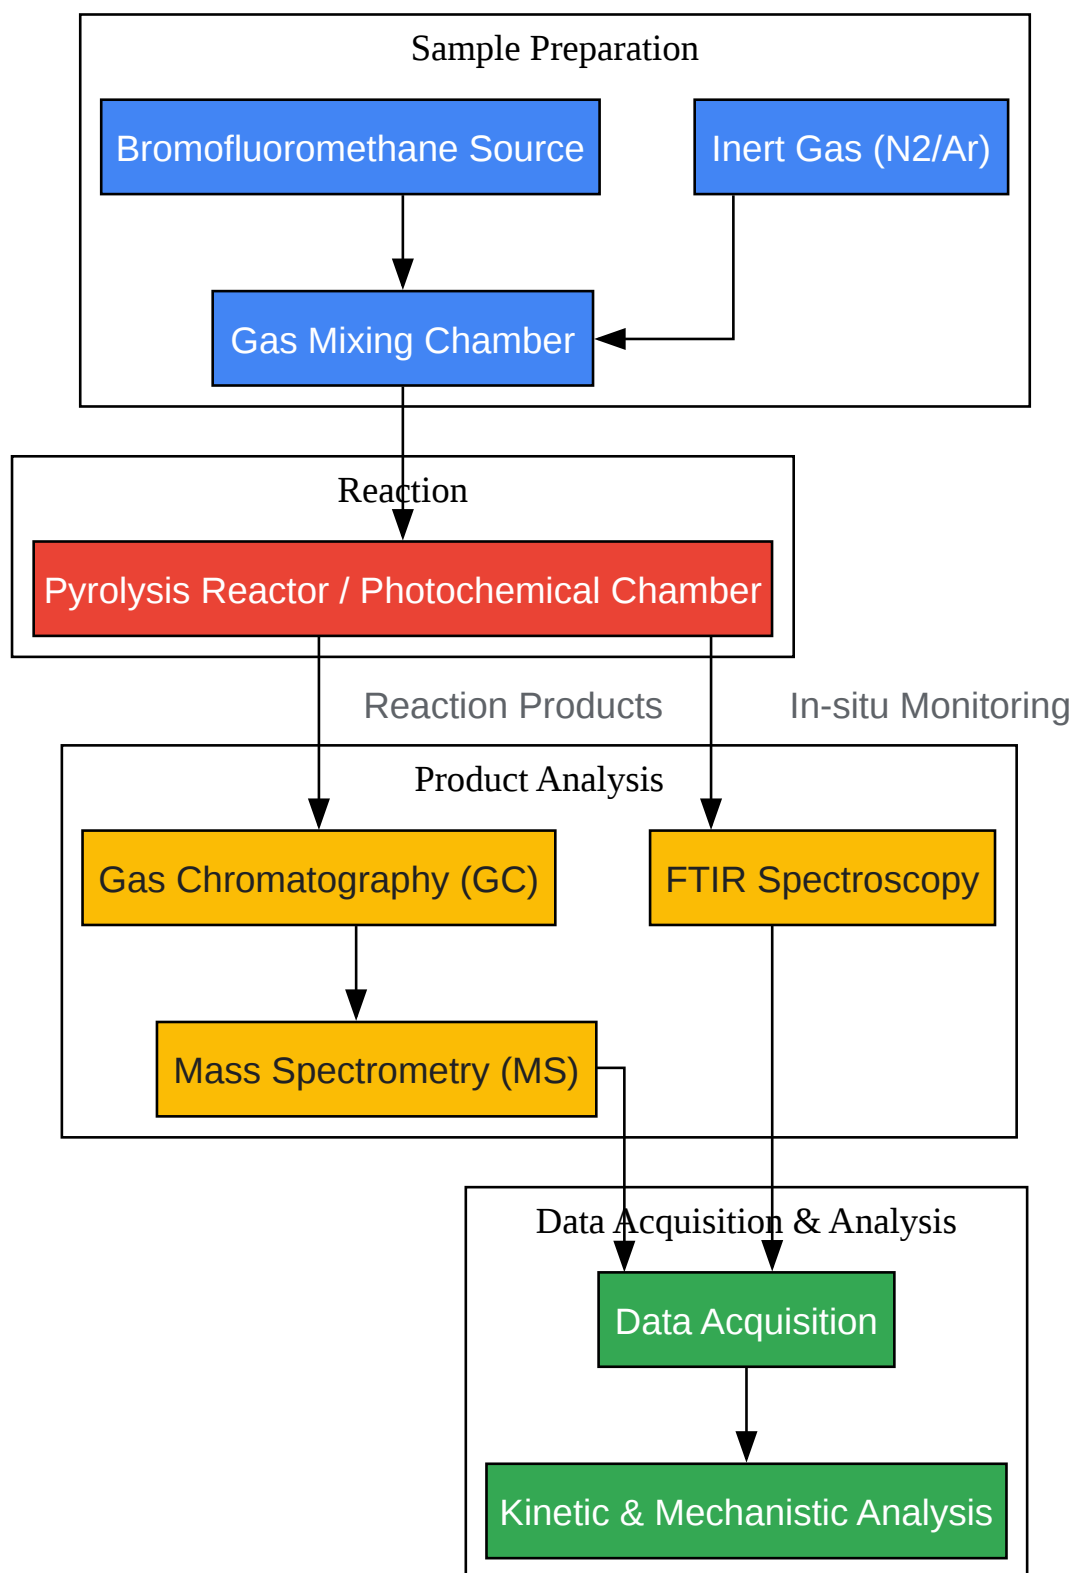 Sample Preparation
Bromofluoromethane Source
Inert Gas (N2/Ar)
Gas Mixing Chamber
Reaction
Pyrolysis Reactor / Photochemical Chamber
Reaction Products
In-situ Monitoring
Product Analysis
Gas Chromatography (GC)
FTIR Spectroscopy
Mass Spectrometry (MS)
Data Acquisition & Analysis
Data Acquisition
Kinetic & Mechanistic Analysis